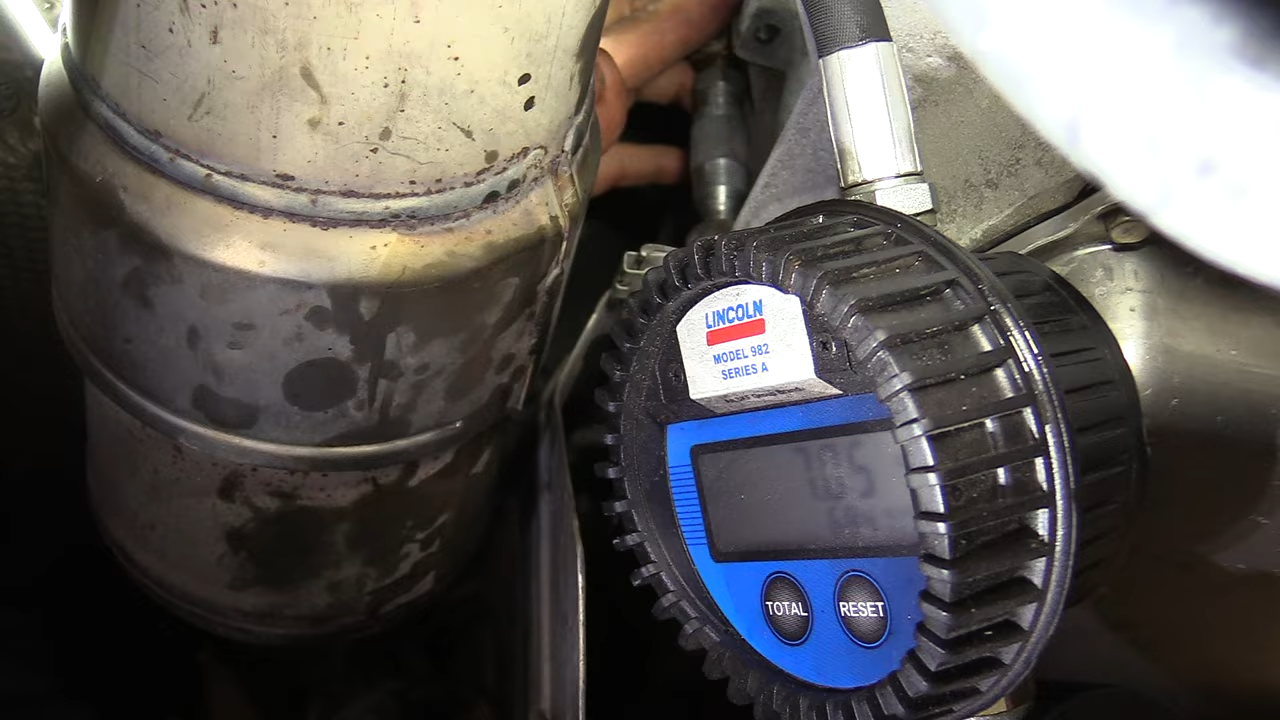 LINCOLN
MODEL 982
SERIES A
TOTAL
RESET